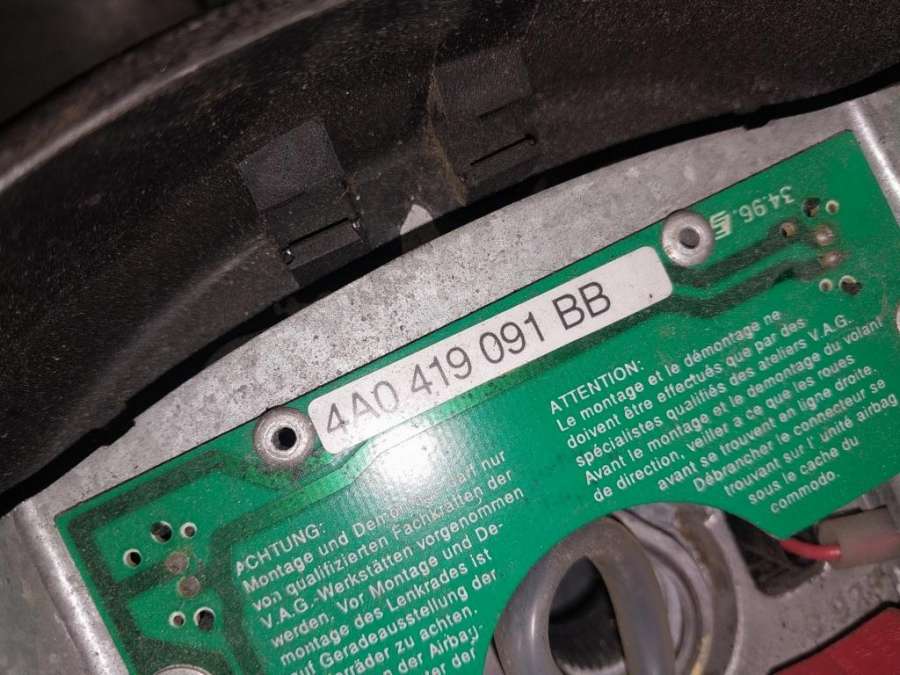 34.96.
4A0 419 091 BB
ATTENTION:
Le montage et le démontage ne
doivent être effectués que par des
spécialistes qualifiés des ateliers V.A.G.
Avant le montage et le démontage du volant
de direction, veiller a ce que les roues
avant se trouvent en ligne droite.
Débrancher le connecteur se
trouvant sur l' unité airbag
sous le cache du
commodo.
ACHTUNG:
Montage und nur
von qualifizierten Fachkräften der
V.A.G.-Werkstätten vorgenommen
werden. Vor Montage und De-
montage des Lenkrades ist
auf Geradeausstellung der
zu achten.
der
der